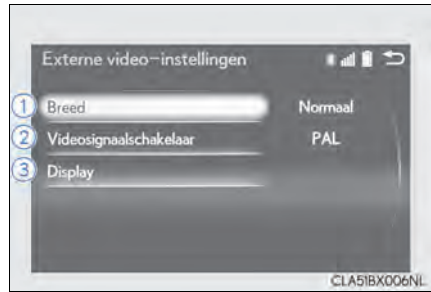 Externe video-instellingen
1 Breed Normaal
2 Videosignaalschakelaar PAL
3 Display
CLA51BX006NL